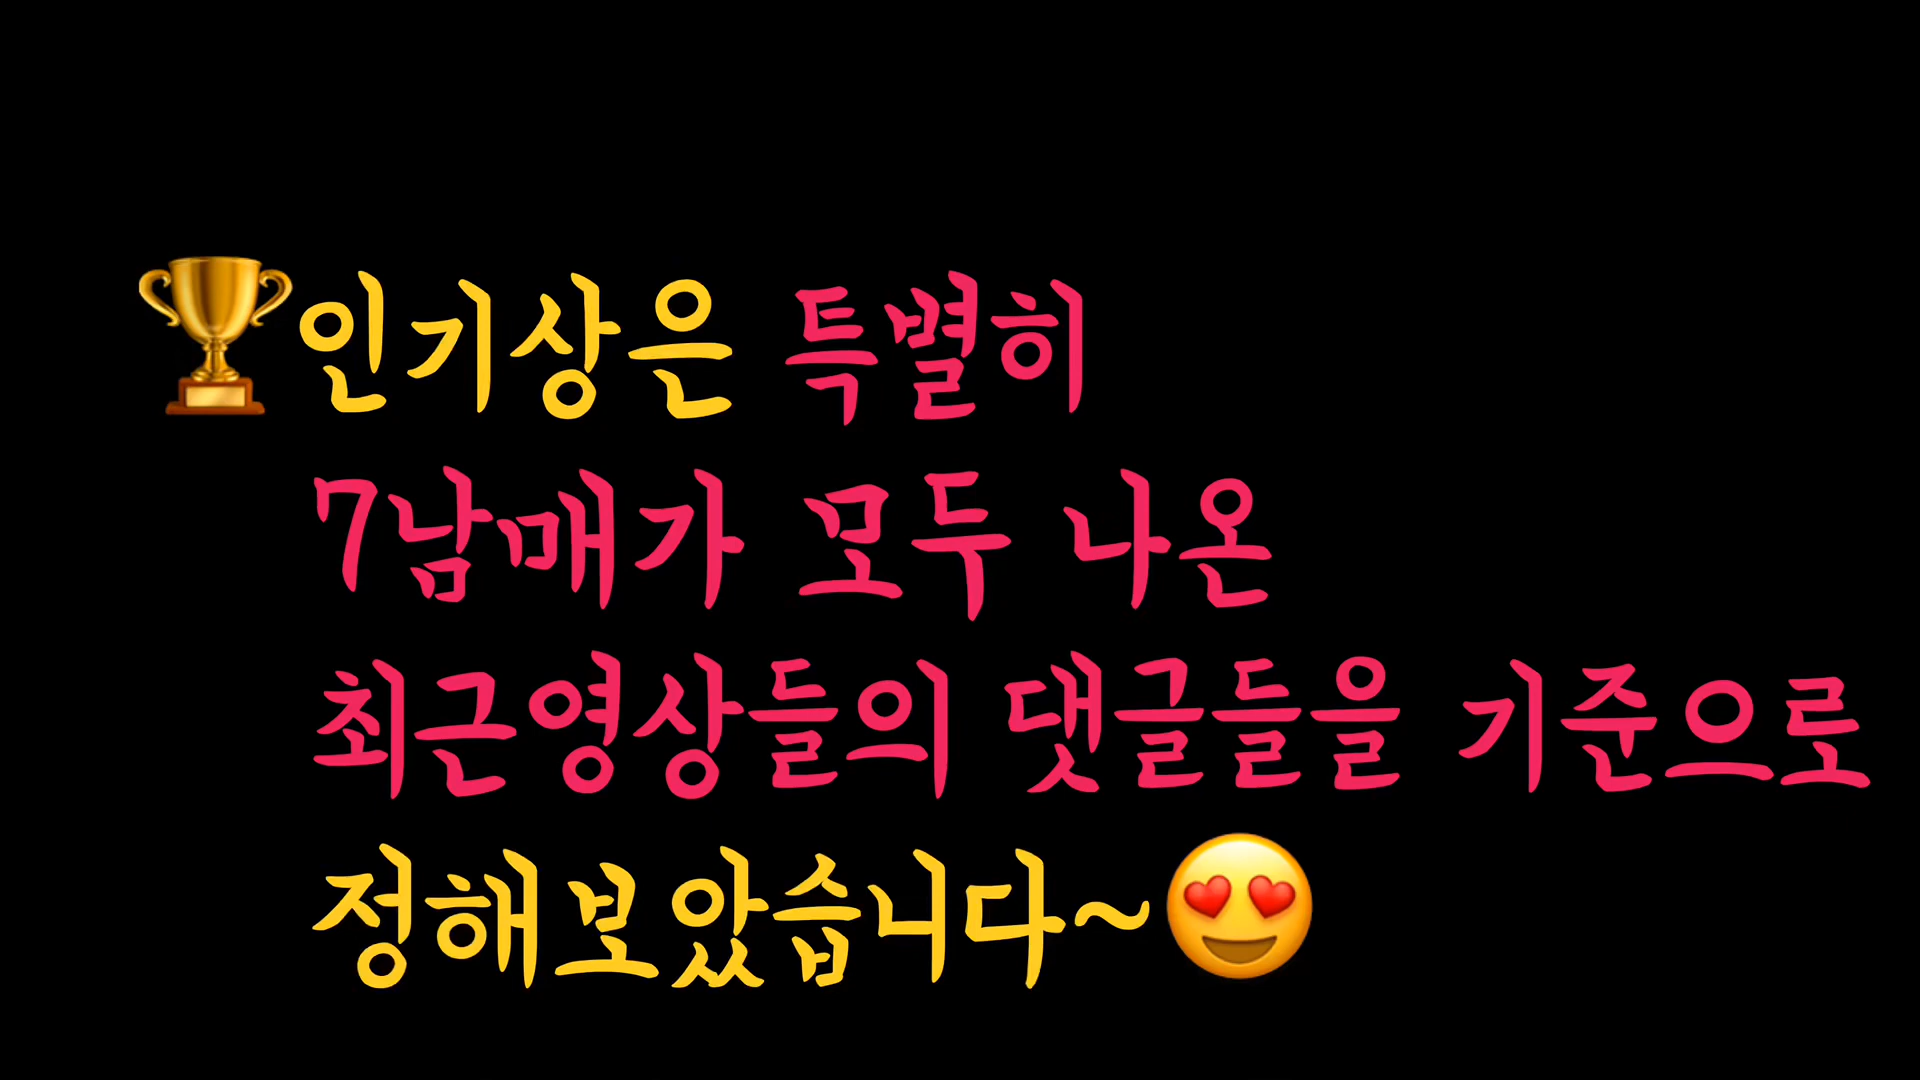 🏆인기상은 특별히
7남매가 모두 나온
최근영상들의 댓글들을 기준으로
정해보았습니다~😍